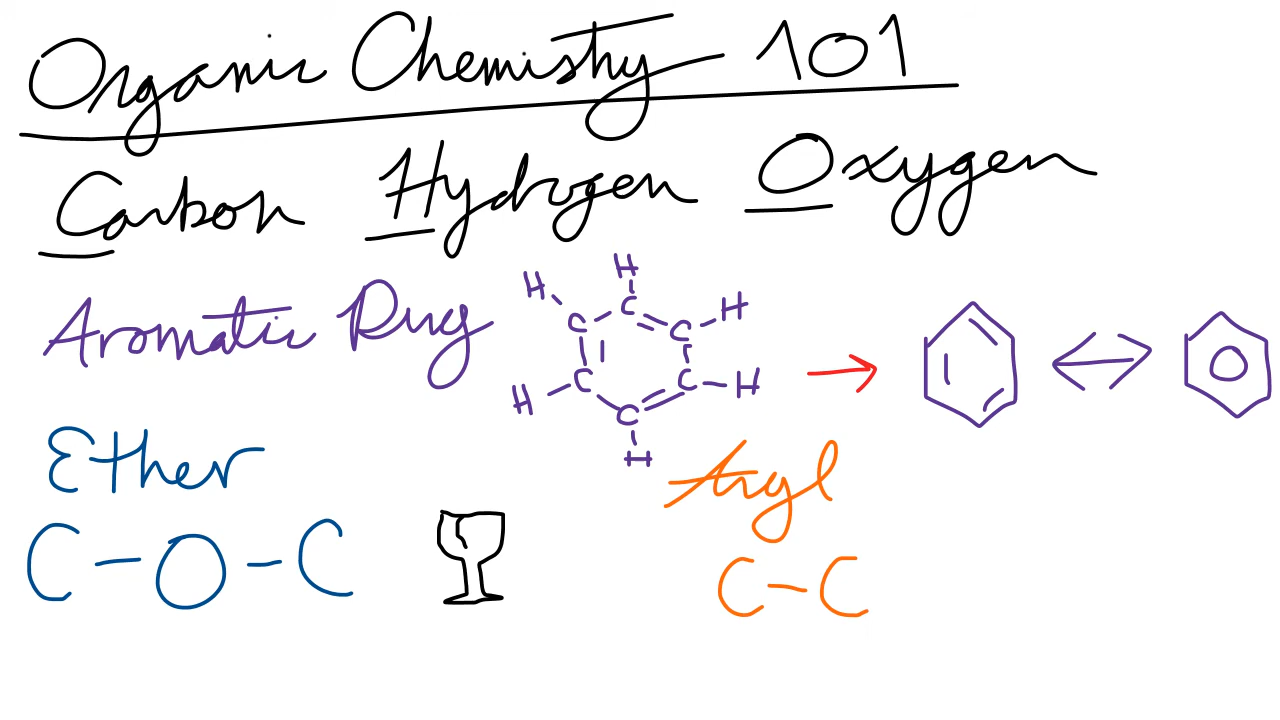 Organic Chemistry 101
Carbon Hydrogen Oxygen
Aromatic Ring
H H H C C C C C C H H H
Ether
Aryl
C-O-C
C-C